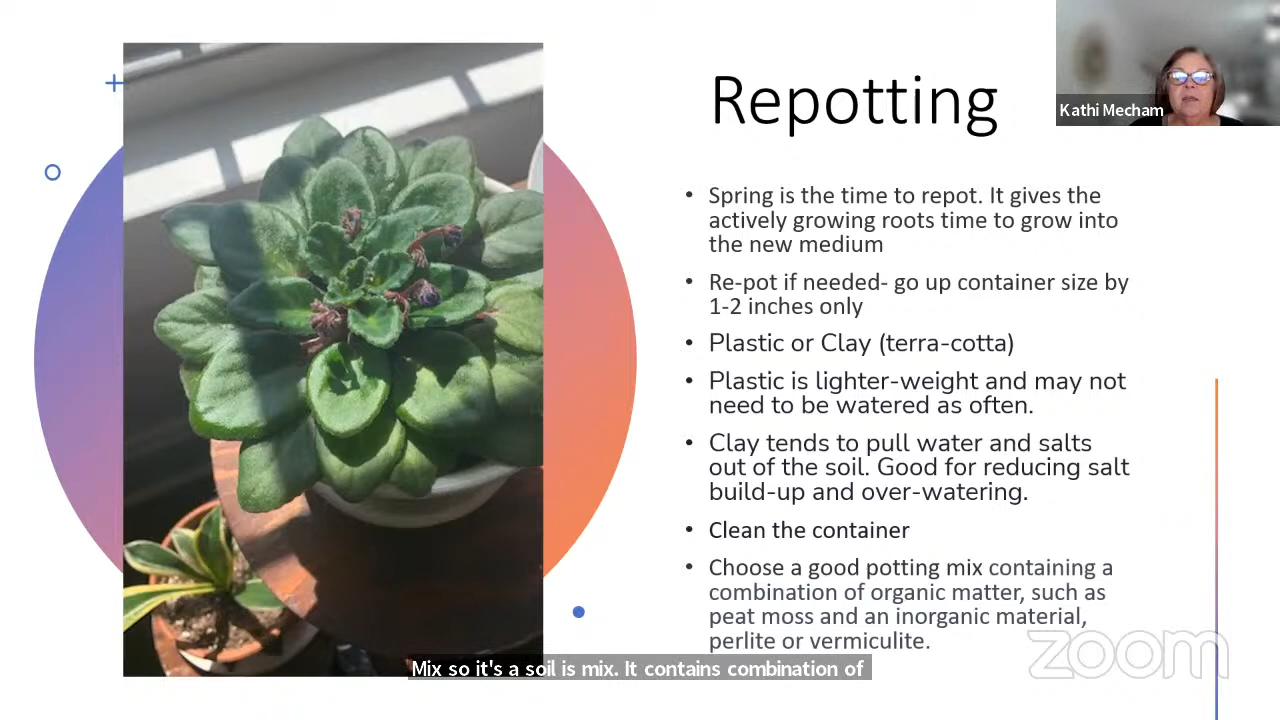 Repotting
Kathi Mecham
• Spring is the time to repot. It gives the
actively growing roots time to grow into
the new medium
• Re-pot if needed- go up container size by
1-2 inches only
• Plastic or Clay (terra-cotta)
• Plastic is lighter-weight and may not
need to be watered as often.
• Clay tends to pull water and salts
out of the soil. Good for reducing salt
build-up and over-watering.
• Clean the container
• Choose a good potting mix containing a
combination of organic matter, such as
peat moss and an inorganic material,
perlite or vermiculite.
zoom
Mix so it's a soil is mix. It contains combination of